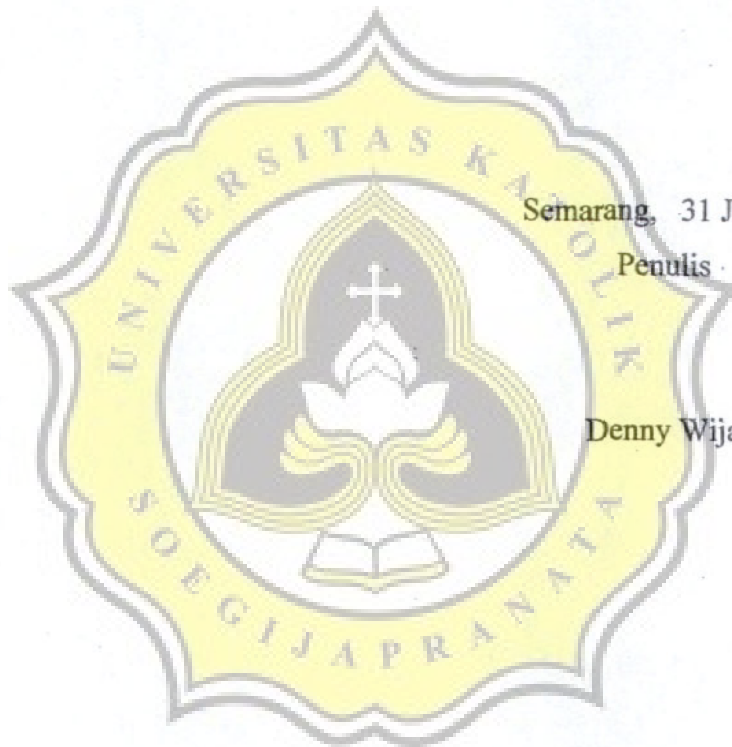 UNIVERSITAS KATOLIK
SOEGIJAPRANATA
Semarang, 31 J
Penulis
Denny Wija